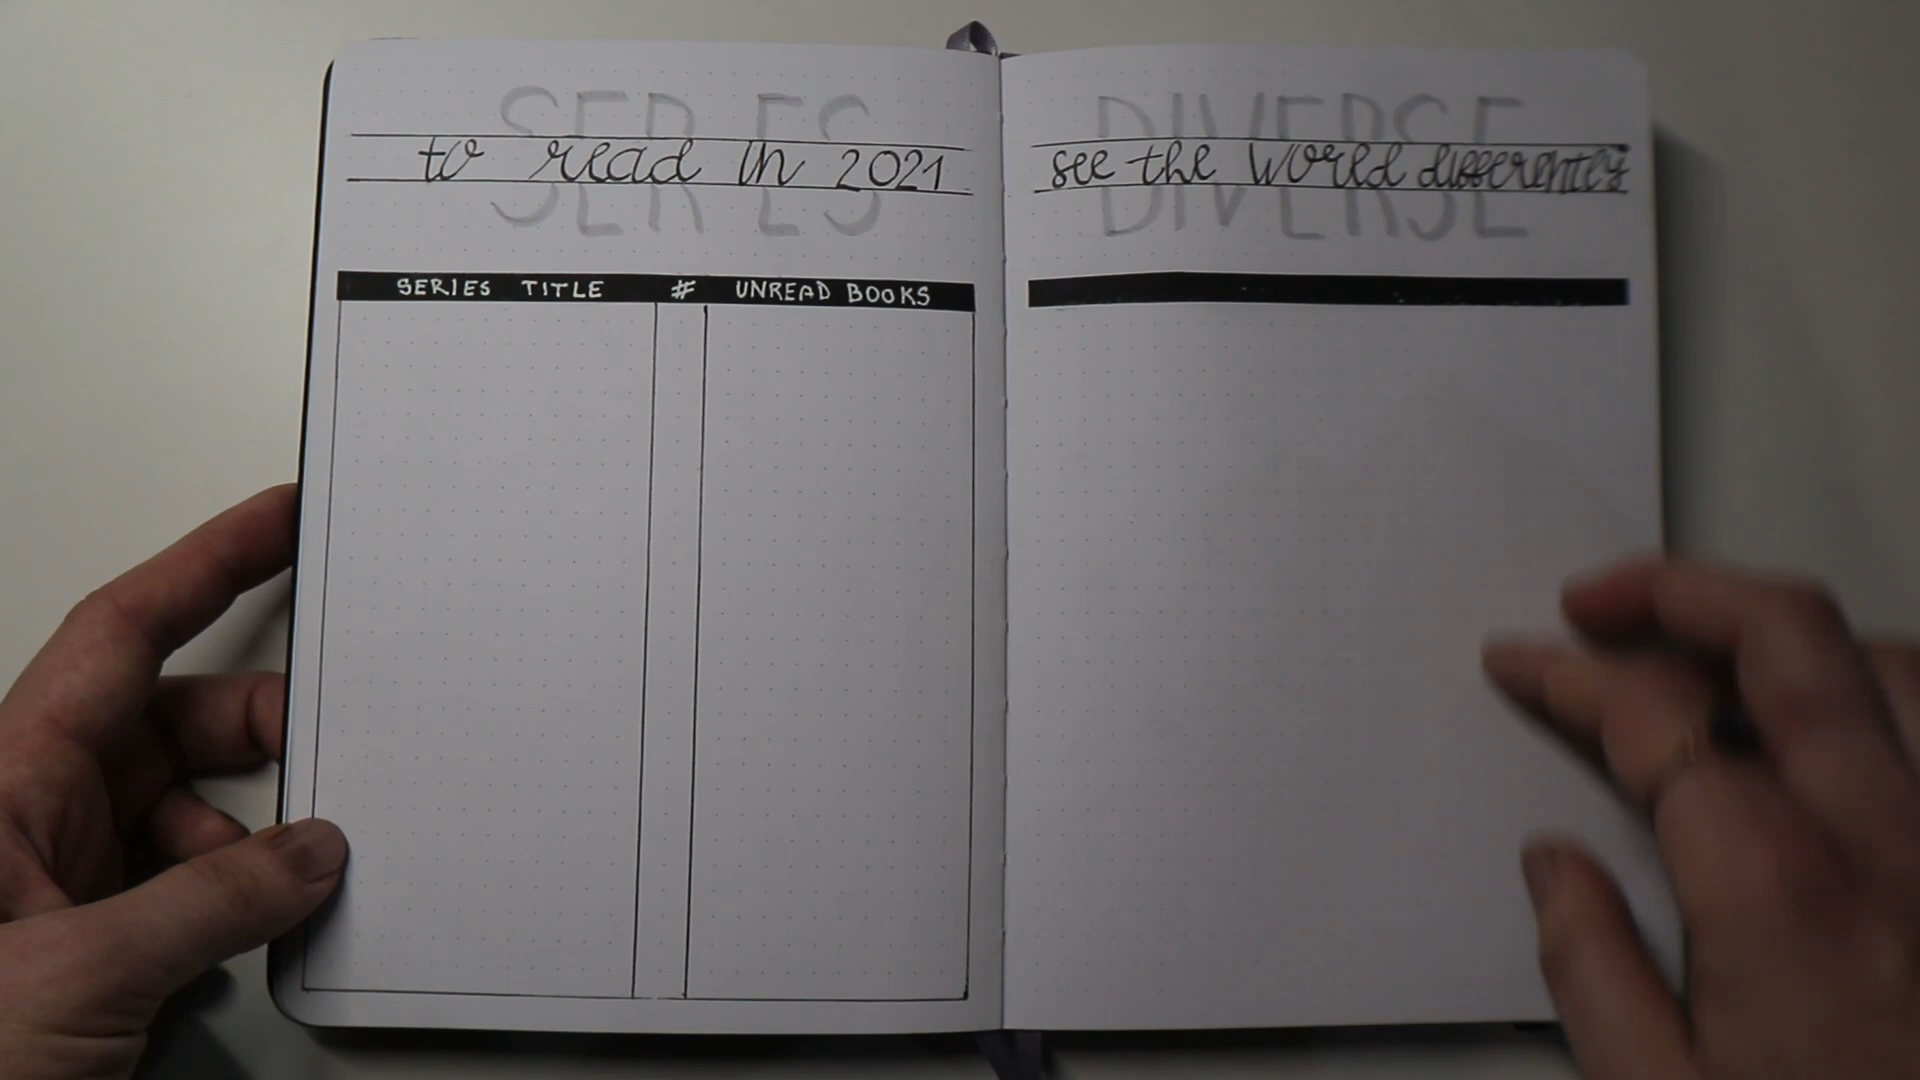 SERIES
to read in 2021
SERIES TITLE # UNREAD BOOKS
DIVERSE
see the world differently